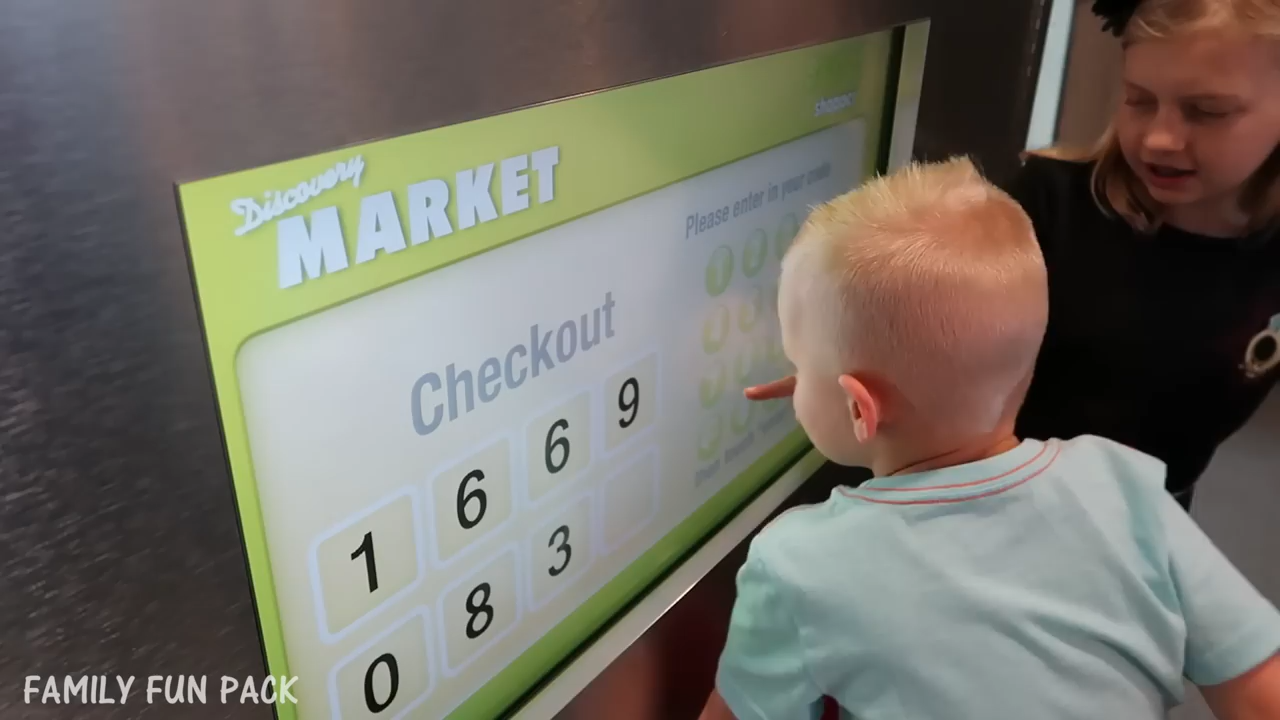 Discovery
MARKET
Please enter in your code
Checkout
1 6 6 9
0 8 3
FAMILY FUN PACK